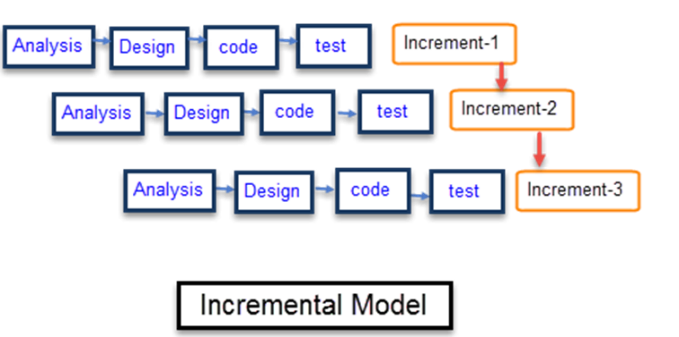 Analysis Design code test Increment-1
Analysis Design code test Increment-2
Analysis Design code test Increment-3
Incremental Model